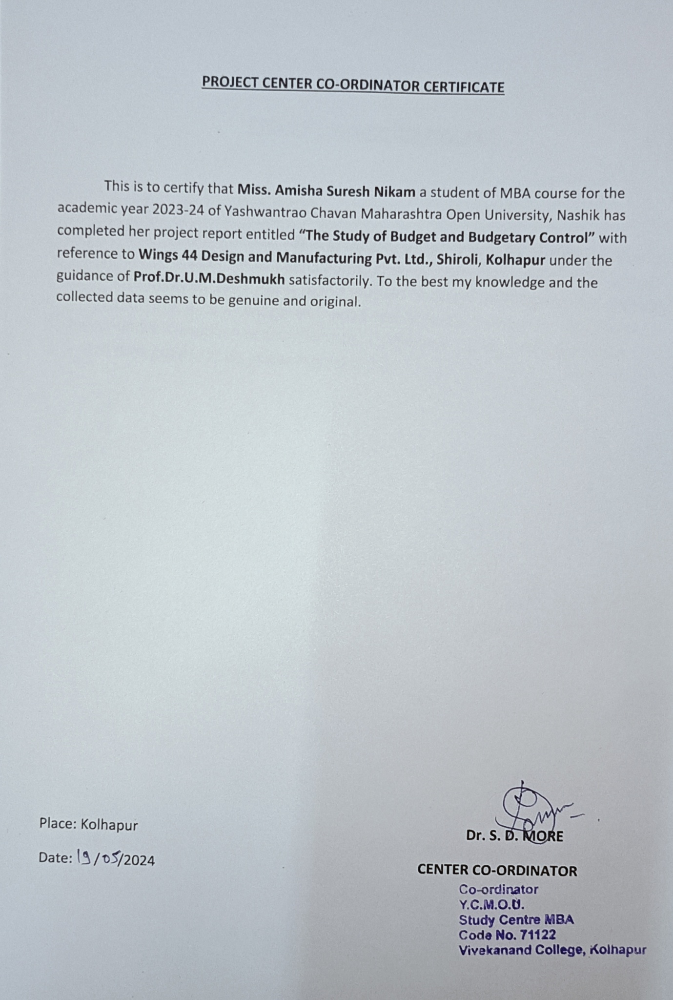 PROJECT CENTER CO-ORDINATOR CERTIFICATE
This is to certify that Miss. Amisha Suresh Nikam a student of MBA course for the
academic year 2023-24 of Yashwantrao Chavan Maharashtra Open University, Nashik has
completed her project report entitled “The Study of Budget and Budgetary Control” with
reference to Wings 44 Design and Manufacturing Pvt. Ltd., Shiroli, Kolhapur under the
guidance of Prof.Dr.U.M.Deshmukh satisfactorily. To the best my knowledge and the
collected data seems to be genuine and original.
Place: Kolhapur
Date: 19/05/2024
Dr. S. D. MORE
CENTER CO-ORDINATOR
Co-ordinator
Y.C.M.O.U.
Study Centre MBA
Code No. 71122
Vivekanand College, Kolhapur